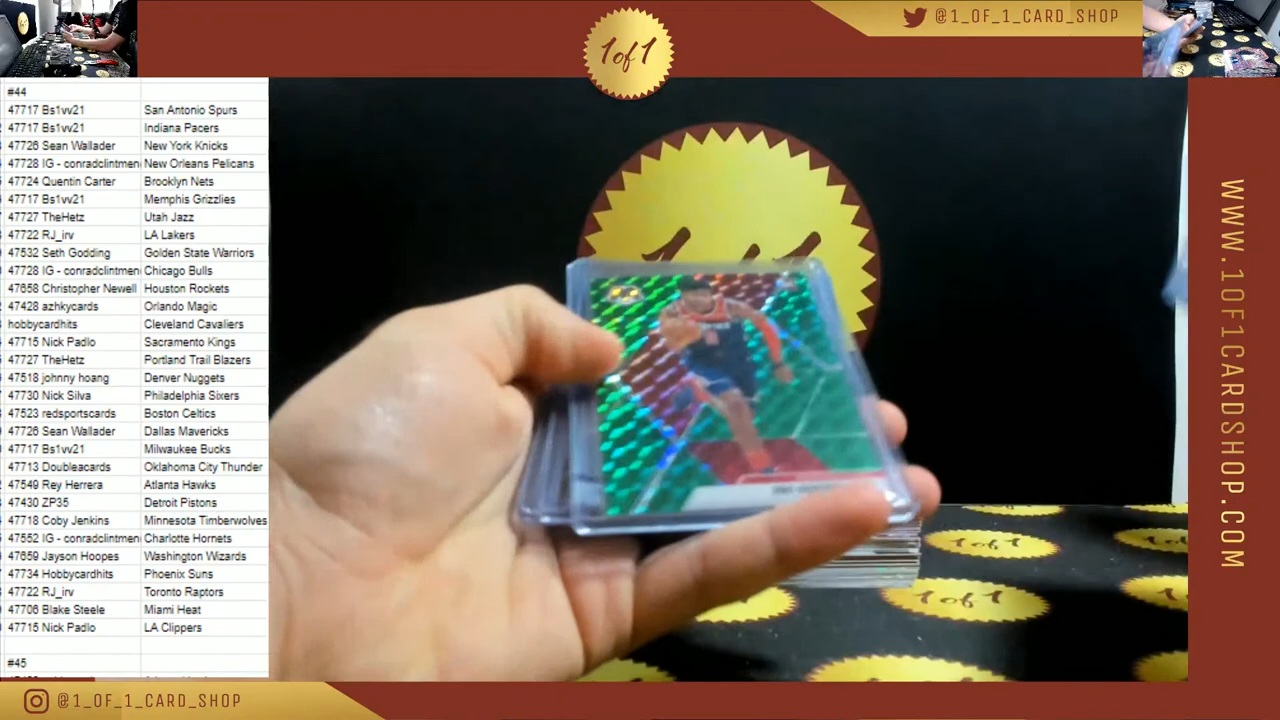 @1_OF_1_CARD_SHOP
1of1
#44
47717 Bs1vv21 San Antonio Spurs
47717 Bs1vv21 Indiana Pacers
47726 Sean Wallader New York Knicks
47728 IG - conradclintmen New Orleans Pelicans
47724 Quentin Carter Brooklyn Nets
47717 Bs1vv21 Memphis Grizzlies
47727 TheHetz Utah Jazz
47722 RJ_irv LA Lakers
47532 Seth Godding Golden State Warriors
47728 IG - conradclintmen Chicago Bulls
47658 Christopher Newell Houston Rockets
47428 azhkycards Orlando Magic
hobbycardhits Cleveland Cavaliers
47715 Nick Padlo Sacramento Kings
47727 TheHetz Portland Trail Blazers
47518 johnny hoang Denver Nuggets
47730 Nick Silva Philadelphia Sixers
47523 redsportscards Boston Celtics
47726 Sean Wallader Dallas Mavericks
47717 Bs1vv21 Milwaukee Bucks
47713 Doubleacards Oklahoma City Thunder
47549 Rey Herrera Atlanta Hawks
47430 ZP35 Detroit Pistons
47718 Coby Jenkins Minnesota Timberwolves
47552 IG - conradclintmen Charlotte Hornets
47659 Jayson Hoopes Washington Wizards
47734 Hobbycardhits Phoenix Suns
47722 RJ_irv Toronto Raptors
47706 Blake Steele Miami Heat
47715 Nick Padlo LA Clippers
#45
WWW.1OF1CARDSHOP.COM
1of1
1of1
@1_OF_1_CARD_SHOP